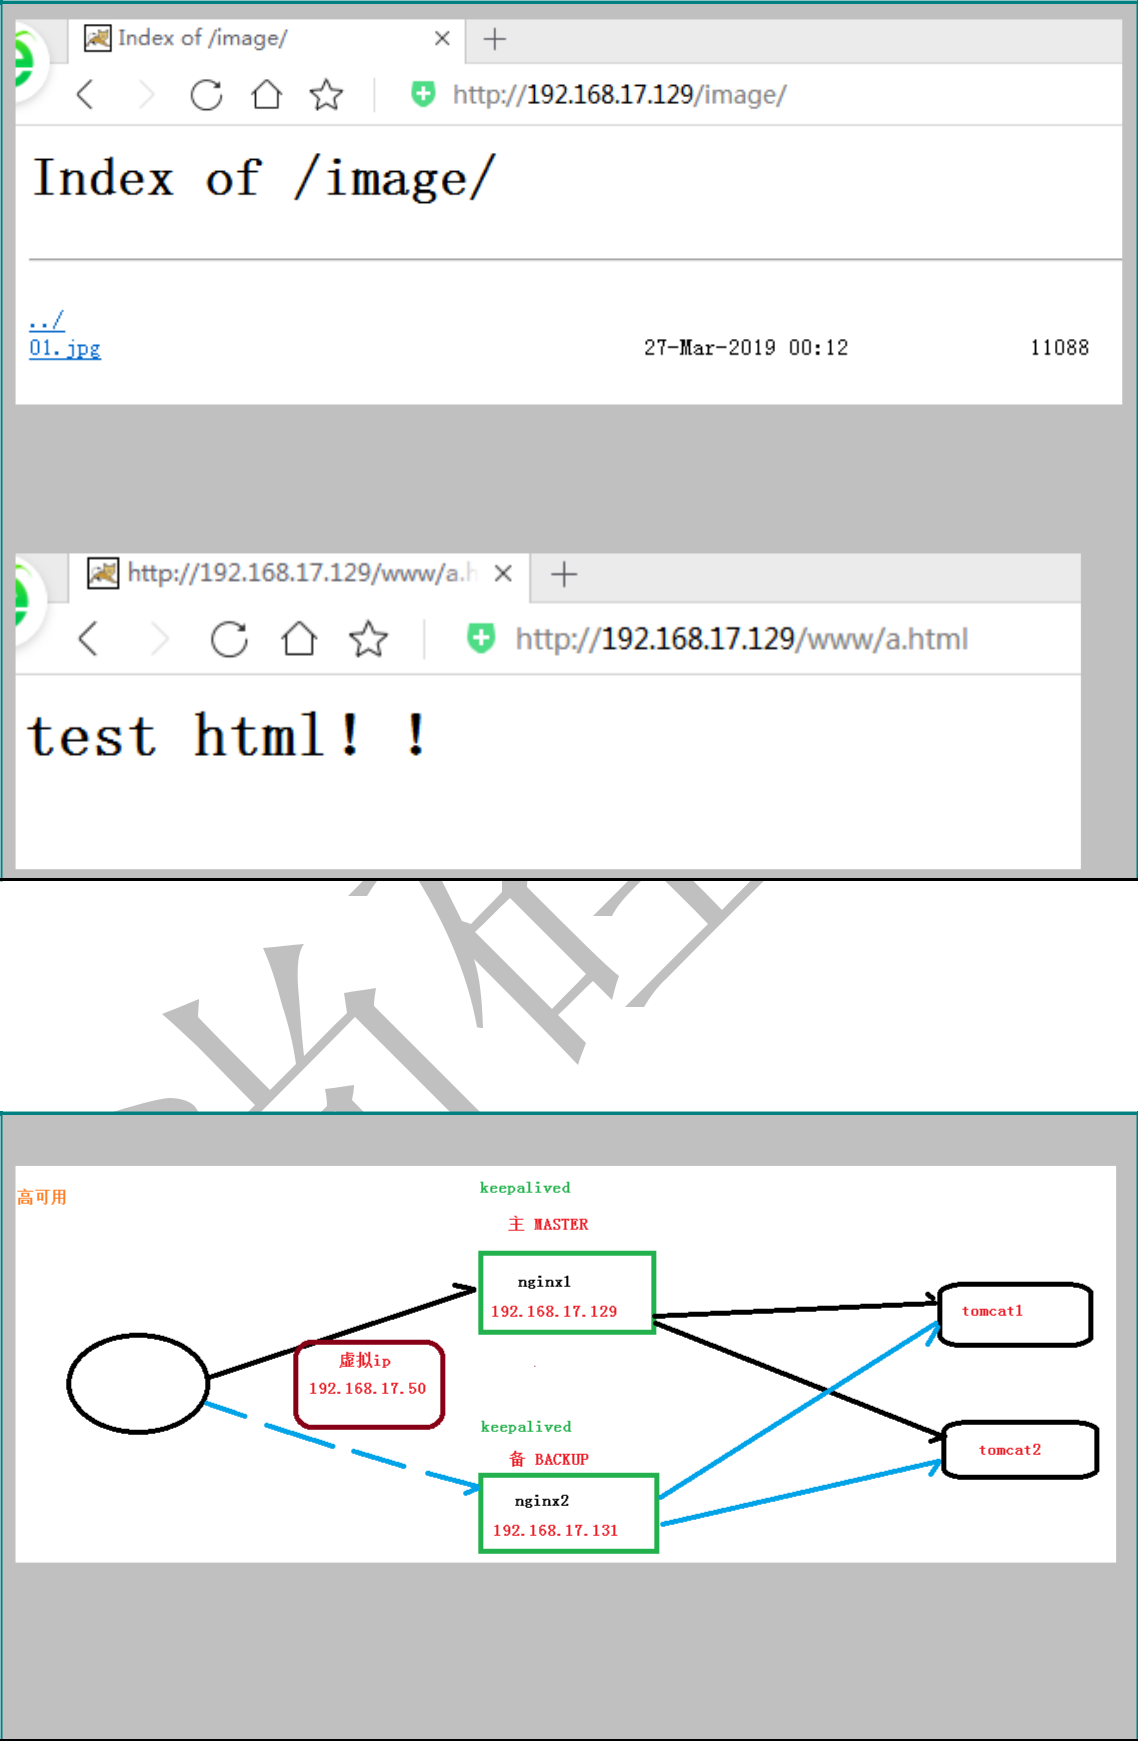 Index of /image/
http://192.168.17.129/image/
Index of /image/
../
01.jpg 27-Mar-2019 00:12 11088
http://192.168.17.129/www/a.h
http://192.168.17.129/www/a.html
test html！！
高可用
keepalived
主 MASTER
nginx1
192.168.17.129
tomcat1
虚拟ip
192.168.17.50
keepalived
备 BACKUP
tomcat2
nginx2
192.168.17.131